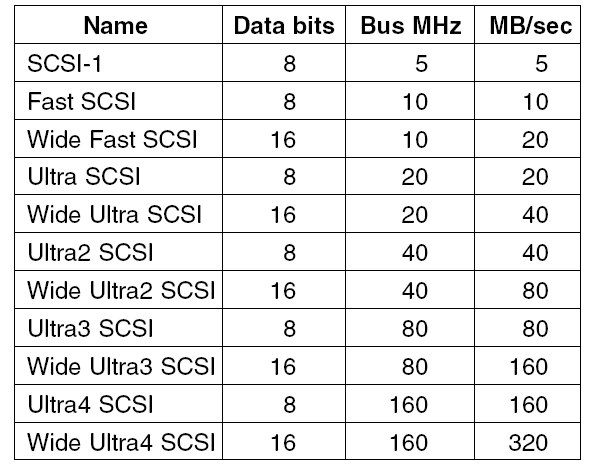 Name Data bits Bus MHz MB/sec
SCSI-1 8 5 5
Fast SCSI 8 10 10
Wide Fast SCSI 16 10 20
Ultra SCSI 8 20 20
Wide Ultra SCSI 16 20 40
Ultra2 SCSI 8 40 40
Wide Ultra2 SCSI 16 40 80
Ultra3 SCSI 8 80 80
Wide Ultra3 SCSI 16 80 160
Ultra4 SCSI 8 160 160
Wide Ultra4 SCSI 16 160 320